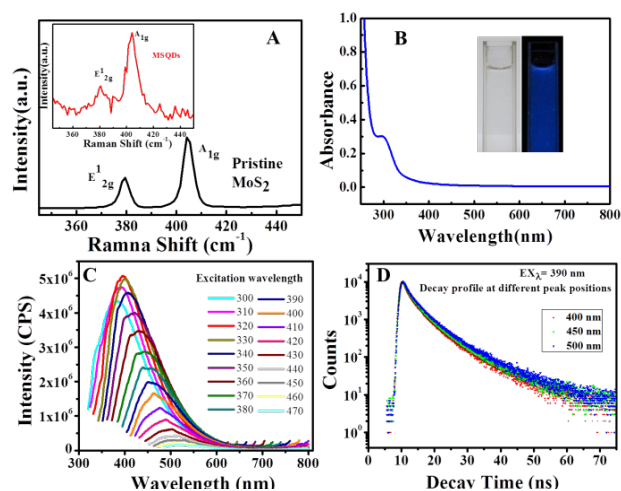 A
MSQDs
A1g
E¹2g
Intensity(a.u.)
360 380 400 420 440
Raman Shift (cm⁻¹)
A1g
E¹2g
Pristine
MoS2
Intensity(a.u.)
360 380 400 420 440
Ramna Shift (cm⁻¹)
B
1.0
0.8
0.6
0.4
0.2
0.0
Absorbance
300 400 500 600 700 800
Wavelength(nm)
C
Excitation wavelength
300 390
310 400
320 410
330 420
340 430
350 440
360 450
370 460
380 470
5x10⁶
4x10⁶
3x10⁶
2x10⁶
1x10⁶
0
Intensity (CPS)
300 400 500 600 700 800
Wavelength (nm)
D
EXλ= 390 nm
Decay profile at different peak positions
400 nm
450 nm
500 nm
10⁴
10³
10²
10¹
10⁰
Counts
0 10 20 30 40 50 60 70
Decay Time (ns)